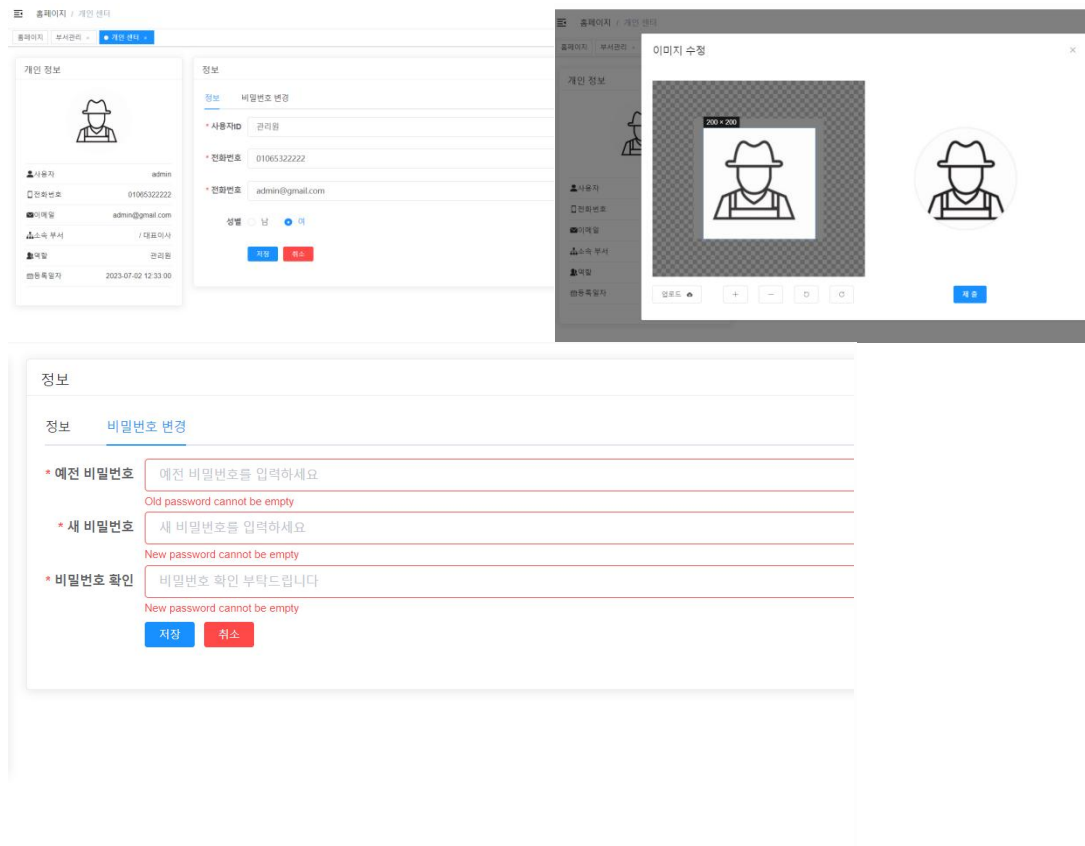 홈페이지 / 개인 센터
홈페이지 부서관리 × ● 개인 센터 ×
개인 정보
사용자 admin
전화번호 01065322222
이메일 admin@gmail.com
소속 부서 / 대표이사
역할 관리원
등록일자 2023-07-02 12:33:00
정보
정보 비밀번호 변경
* 사용자ID 관리원
* 전화번호 01065322222
* 전화번호 admin@gmail.com
성별 남 여
저장 취소
홈페이지 / 개인 센터
홈페이지 부서관리 ×
개인 정보
사용자
전화번호
이메일
소속 부서
역할
등록일자
이미지 수정 ×
200 × 200
업로드 + −
제 출
정보
정보 비밀번호 변경
* 예전 비밀번호 예전 비밀번호를 입력하세요
Old password cannot be empty
* 새 비밀번호 새 비밀번호를 입력하세요
New password cannot be empty
* 비밀번호 확인 비밀번호 확인 부탁드립니다
New password cannot be empty
저장 취소